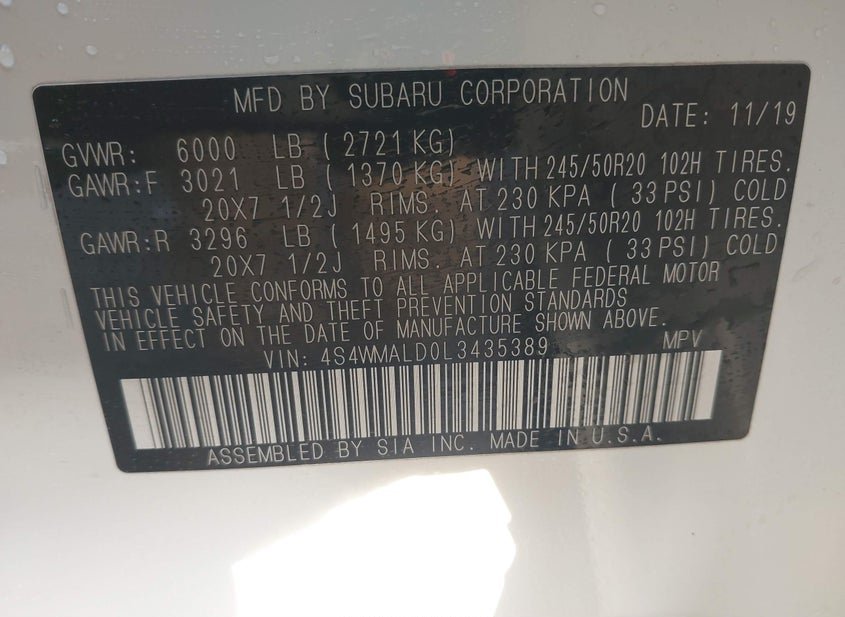 MFD BY SUBARU CORPORATION
DATE: 11/19
GVWR: 6000 LB ( 2721 KG)
GAWR:F 3021 LB ( 1370 KG) WITH 245/50R20 102H TIRES.
20X7 1/2J RIMS. AT 230 KPA ( 33 PSI) COLD
GAWR:R 3296 LB ( 1495 KG) WITH 245/50R20 102H TIRES.
20X7 1/2J RIMS. AT 230 KPA ( 33 PSI) COLD
THIS VEHICLE CONFORMS TO ALL APPLICABLE FEDERAL MOTOR
VEHICLE SAFETY AND THEFT PREVENTION STANDARDS
IN EFFECT ON THE DATE OF MANUFACTURE SHOWN ABOVE.
VIN: 4S4WMALD0L3435389 MPV
ASSEMBLED BY SIA INC. MADE IN U.S.A.